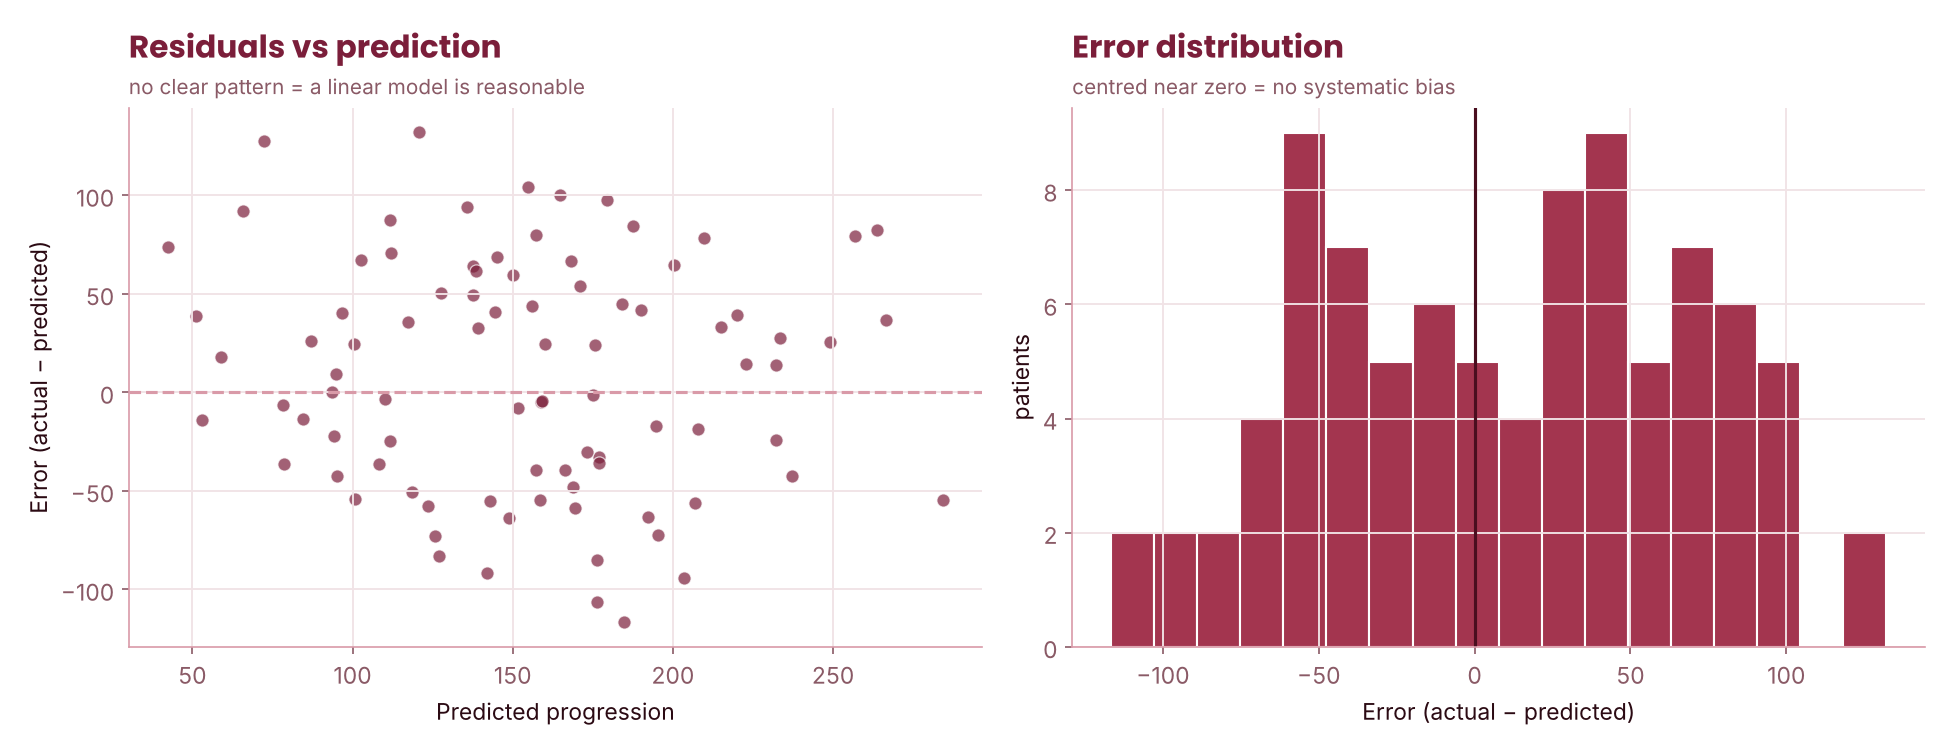 Residuals vs prediction
no clear pattern = a linear model is reasonable
Error (actual − predicted)
100
50
0
−50
−100
50
100
150
200
250
Predicted progression
Error distribution
centred near zero = no systematic bias
patients
8
6
4
2
0
−100
−50
0
50
100
Error (actual − predicted)